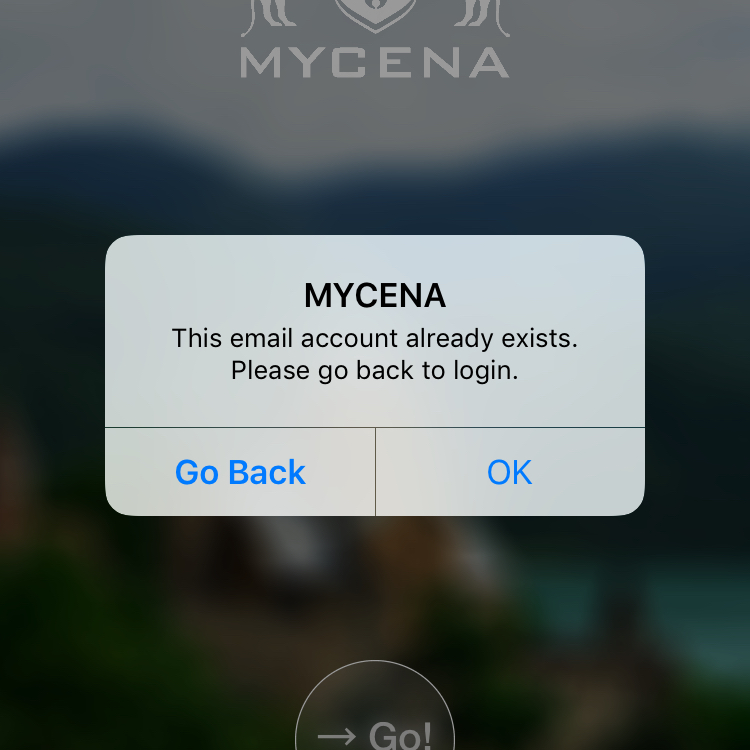 MYCENA
MYCENA
This email account already exists.
Please go back to login.
Go Back
OK
→ Go!